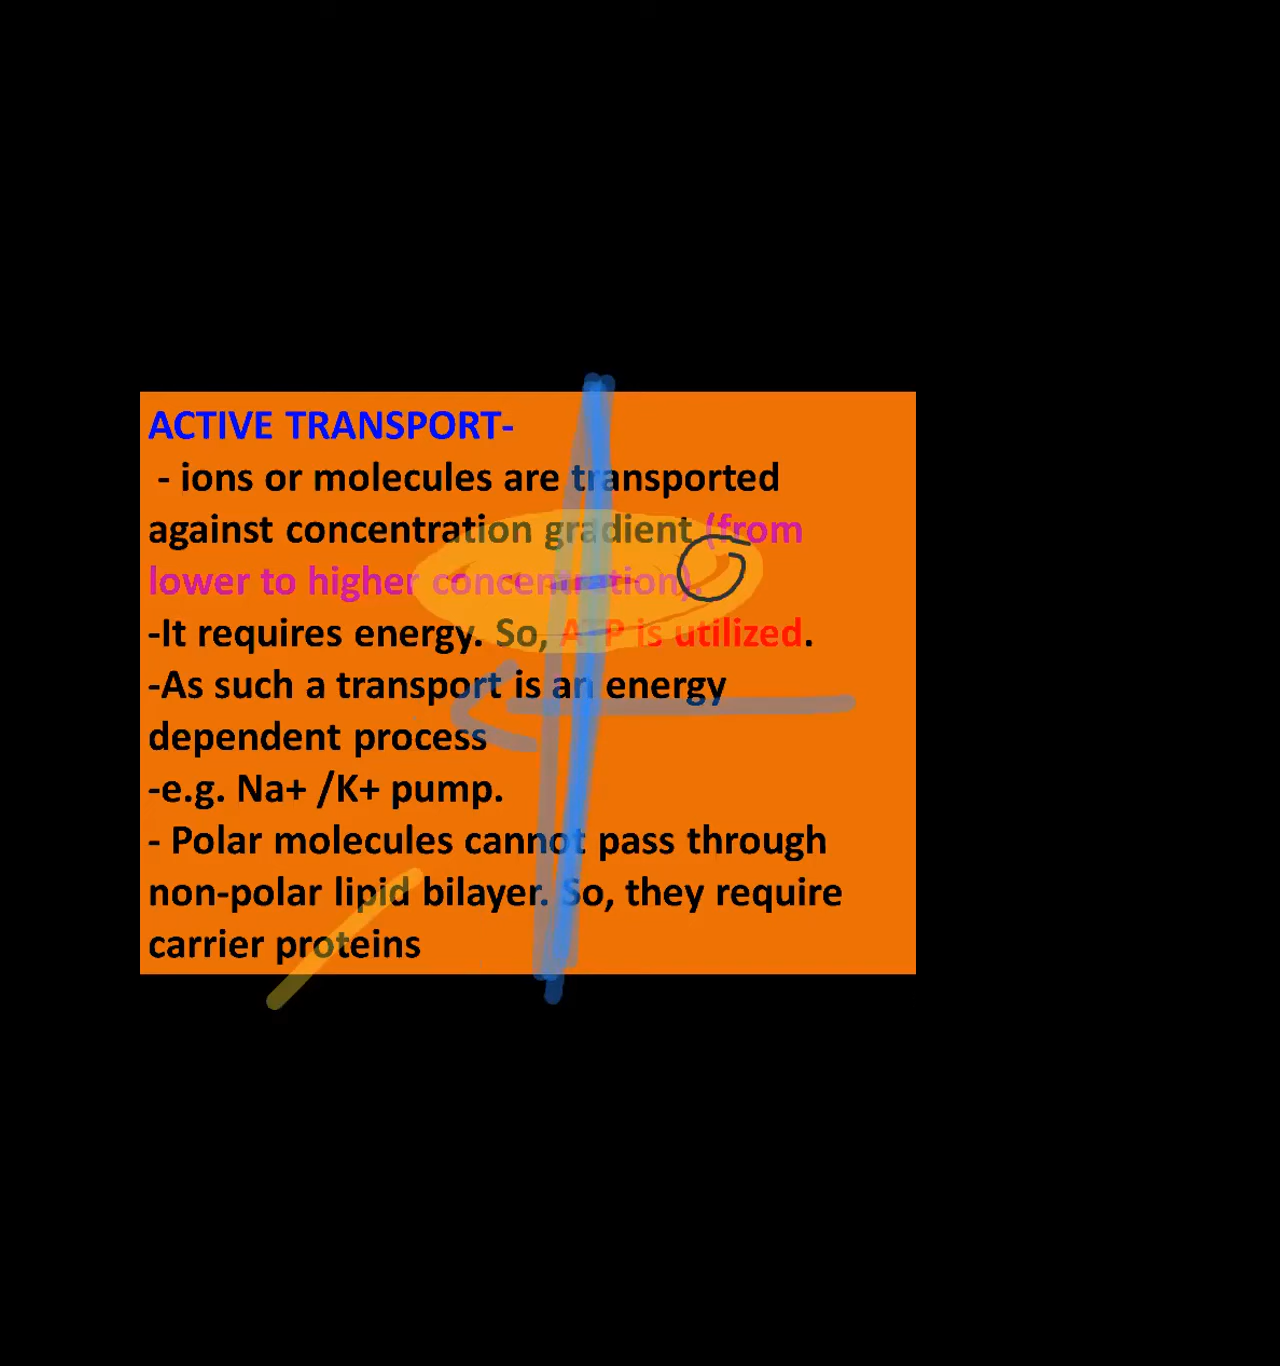 ACTIVE TRANSPORT-
- ions or molecules are transported
against concentration gradient (from
lower to higher concentration).
-It requires energy. So, ATP is utilized.
-As such a transport is an energy
dependent process
-e.g. Na+ /K+ pump.
- Polar molecules cannot pass through
non-polar lipid bilayer. So, they require
carrier proteins